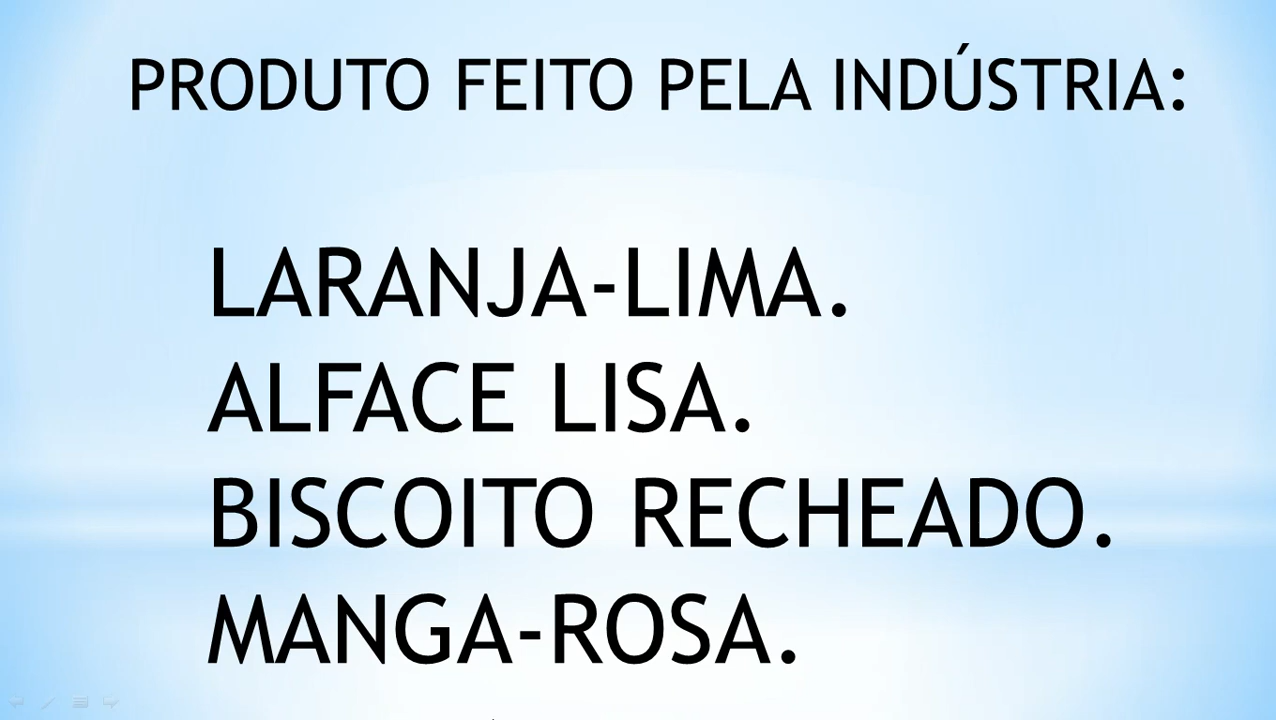 PRODUTO FEITO PELA INDÚSTRIA:
LARANJA-LIMA.
ALFACE LISA.
BISCOITO RECHEADO.
MANGA-ROSA.